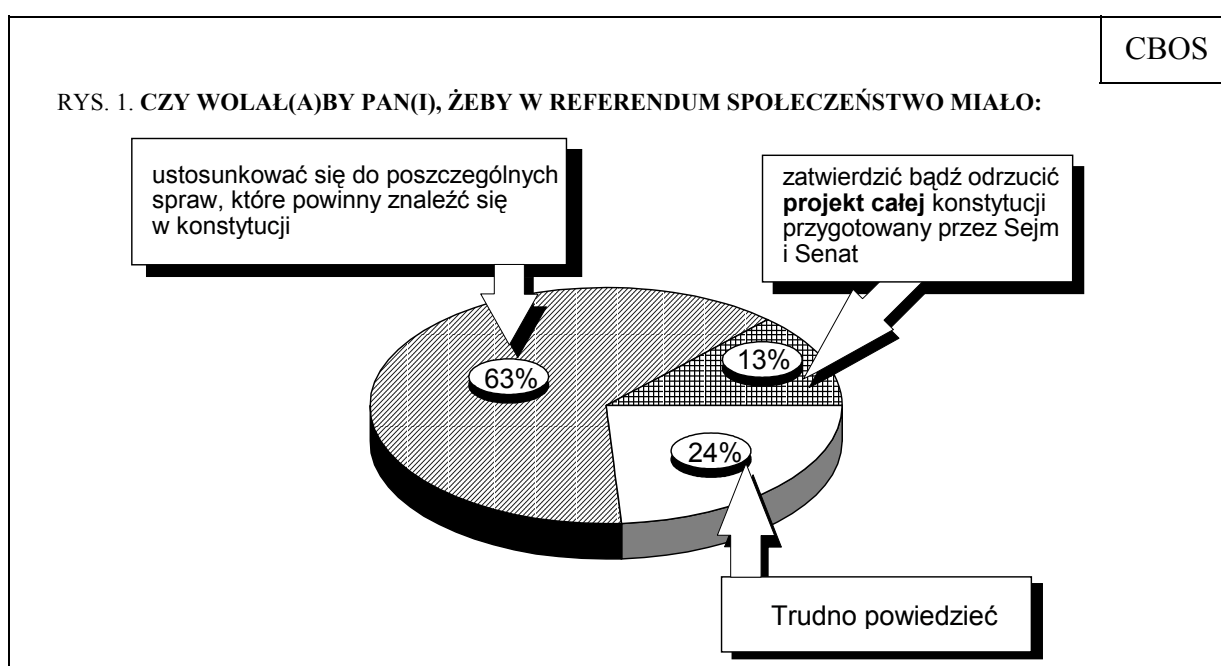 CBOS
RYS. 1. CZY WOLAŁ(A)BY PAN(I), ŻEBY W REFERENDUM SPOŁECZEŃSTWO MIAŁO:
ustosunkować się do poszczególnych
spraw, które powinny znaleźć się
w konstytucji
zatwierdzić bądź odrzucić
projekt całej konstytucji
przygotowany przez Sejm
i Senat
13%
63%
24%
Trudno powiedzieć